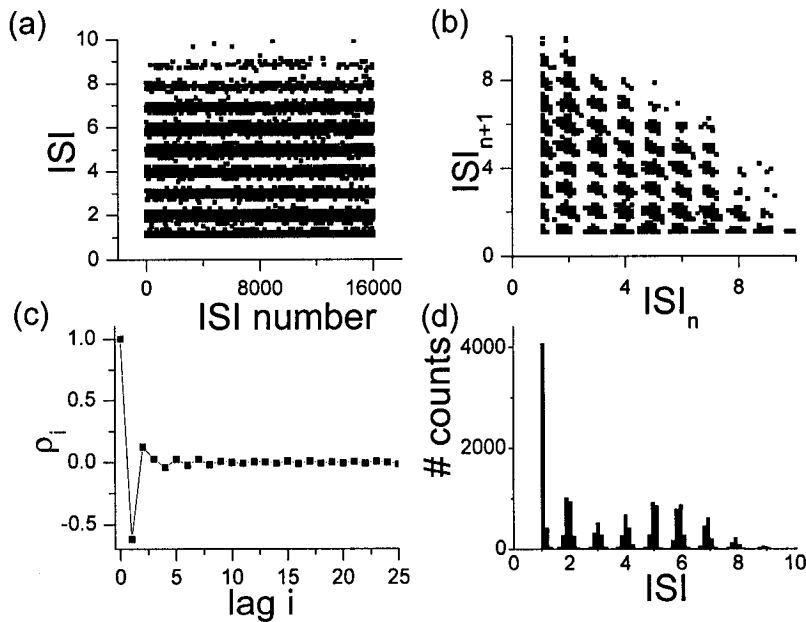 (a)
ISI
10
8
6
4
2
0
0 8000 16000
ISI number
(b)
ISI n+1
8
4
0
0 4 8
ISI n
(c)
ρi
1.0
0.5
0.0
-0.5
0 5 10 15 20 25
lag i
(d)
# counts
4000
2000
0
0 2 4 6 8 10
ISI